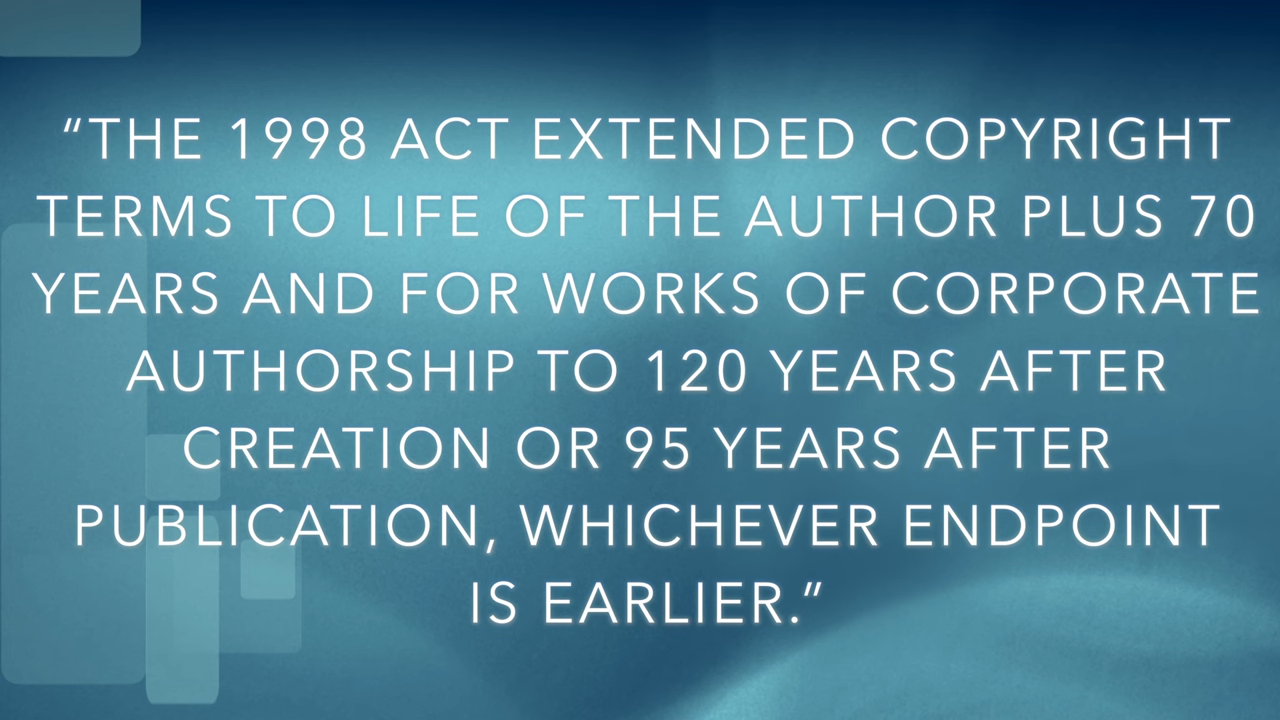 “THE 1998 ACT EXTENDED COPYRIGHT
TERMS TO LIFE OF THE AUTHOR PLUS 70
YEARS AND FOR WORKS OF CORPORATE
AUTHORSHIP TO 120 YEARS AFTER
CREATION OR 95 YEARS AFTER
PUBLICATION, WHICHEVER ENDPOINT
IS EARLIER.”